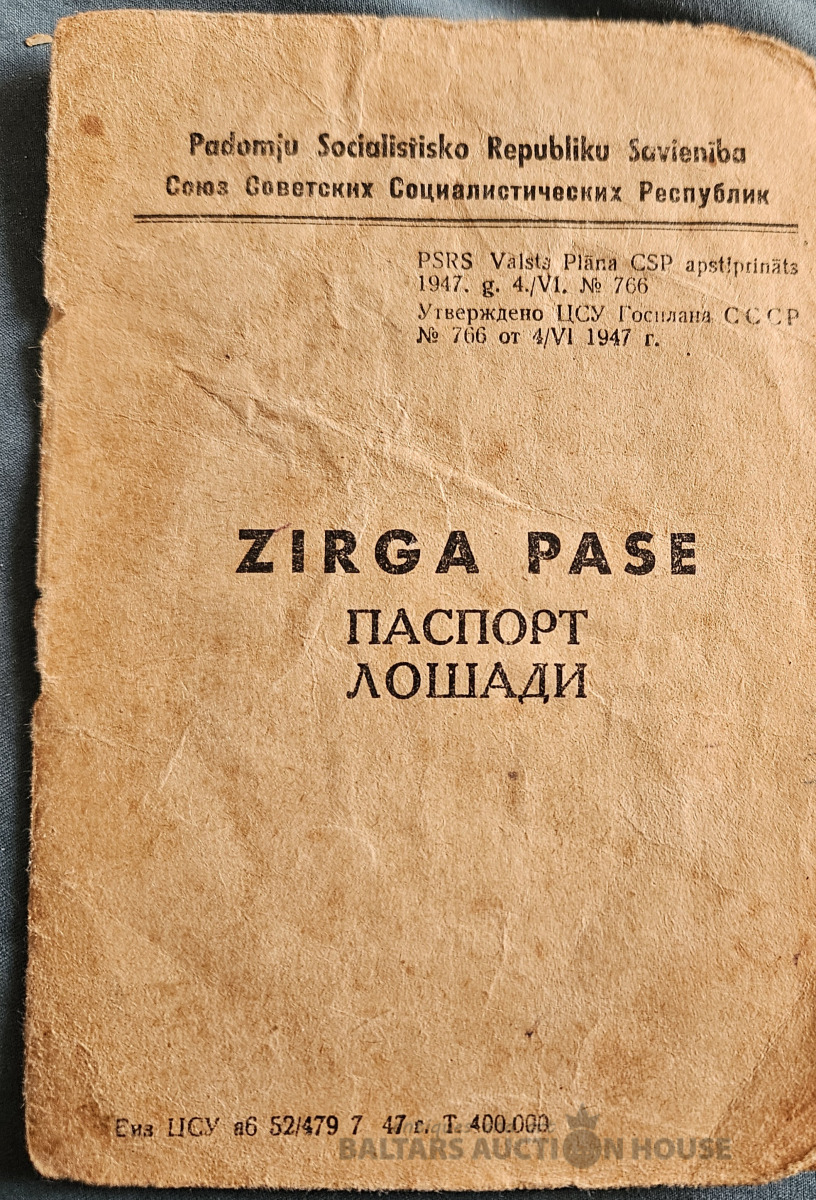 Padomju Socialistisko Republiku Savienība
Союз Советских Социалистических Республик
PSRS Valsts Plāna CSP apstiprināts
1947. g. 4./VI. № 766
Утверждено ЦСУ Госплана СССР
№ 766 от 4/VI 1947 г.
ZIRGA PASE
ПАСПОРТ
ЛОШАДИ
ЦСУ 52/479 7 47 г. Т. 400.000
BALTARS AUCTION HOUSE